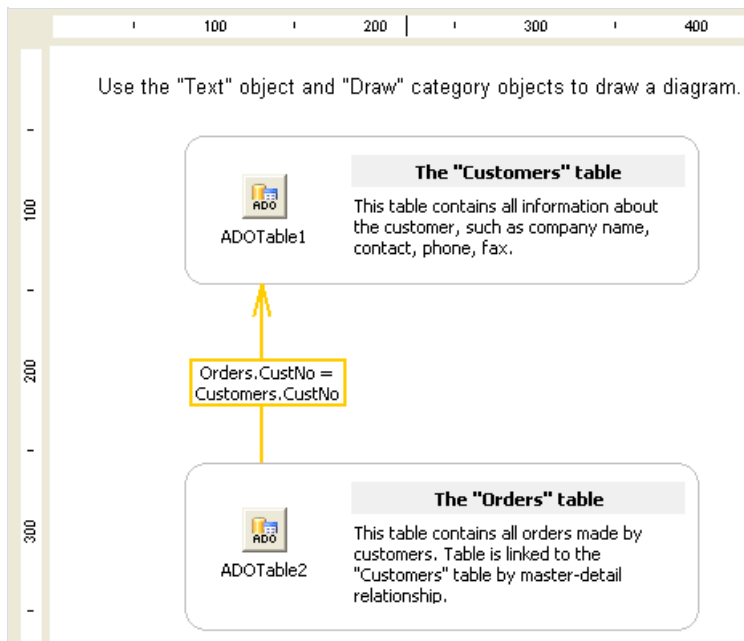 100 200 300 400
Use the "Text" object and "Draw" category objects to draw a diagram.
100
200
300
ADO
ADOTable1
The "Customers" table
This table contains all information about
the customer, such as company name,
contact, phone, fax.
Orders.CustNo =
Customers.CustNo
ADO
ADOTable2
The "Orders" table
This table contains all orders made by
customers. Table is linked to the
"Customers" table by master-detail
relationship.